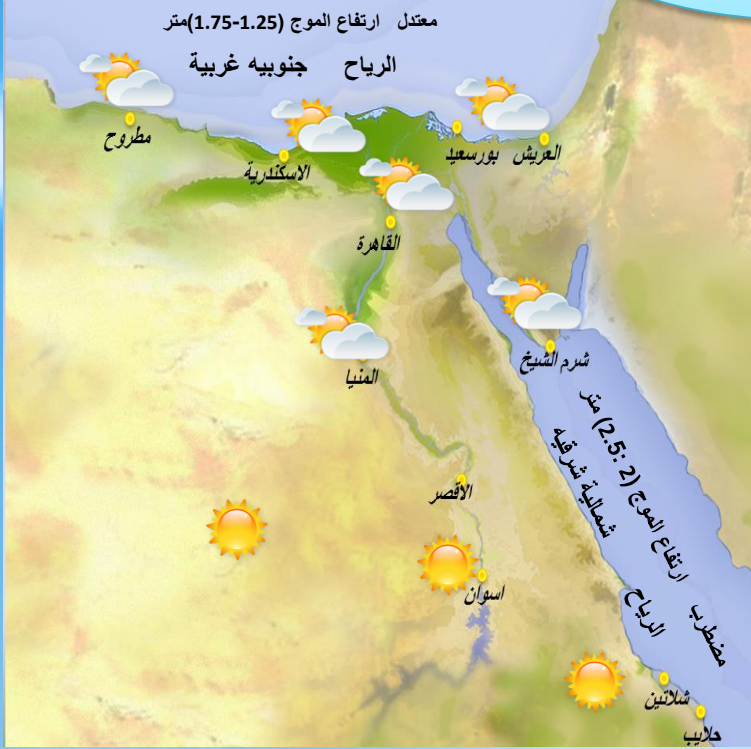 معتدل ارتفاع الموج (1.25-1.75)متر
الرياح جنوبيه غربية
مطروح
الاسكندرية
بورسعيد
العريش
القاهرة
المنيا
شرم الشيخ
مضطرب ارتفاع الموج (2 :2.5) متر
الرياح شمالية شرقيه
الاقصر
اسوان
شلاتين
حلايب